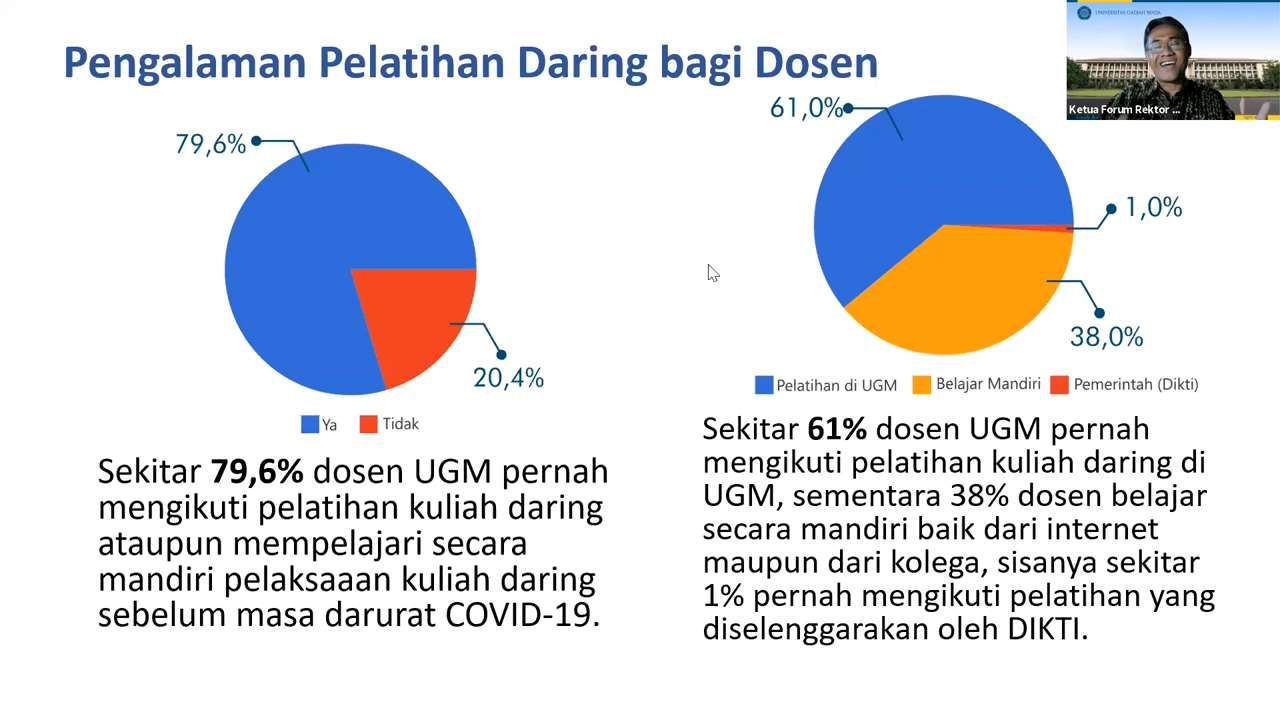 Pengalaman Pelatihan Daring bagi Dosen
UNIVERSITAS GADJAH MADA
Ketua Forum Rektor ...
79,6%
20,4%
Ya
Tidak
Sekitar 79,6% dosen UGM pernah
mengikuti pelatihan kuliah daring
ataupun mempelajari secara
mandiri pelaksaaan kuliah daring
sebelum masa darurat COVID-19.
61,0%
1,0%
38,0%
Pelatihan di UGM
Belajar Mandiri
Pemerintah (Dikti)
Sekitar 61% dosen UGM pernah
mengikuti pelatihan kuliah daring di
UGM, sementara 38% dosen belajar
secara mandiri baik dari internet
maupun dari kolega, sisanya sekitar
1% pernah mengikuti pelatihan yang
diselenggarakan oleh DIKTI.